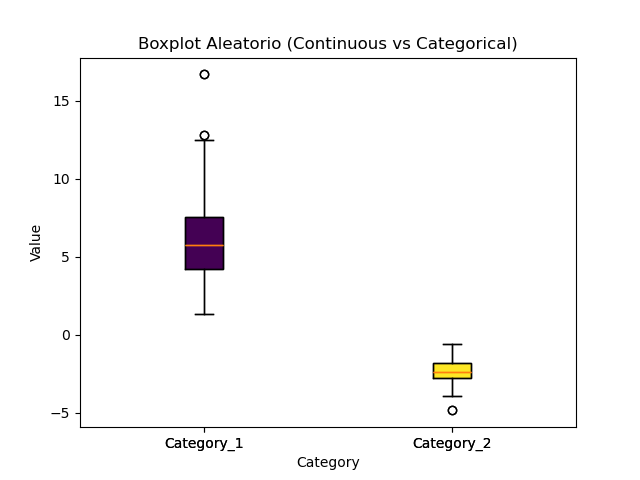 Boxplot Aleatorio (Continuous vs Categorical)
Value
15
10
5
0
−5
Category_1
Category_2
Category